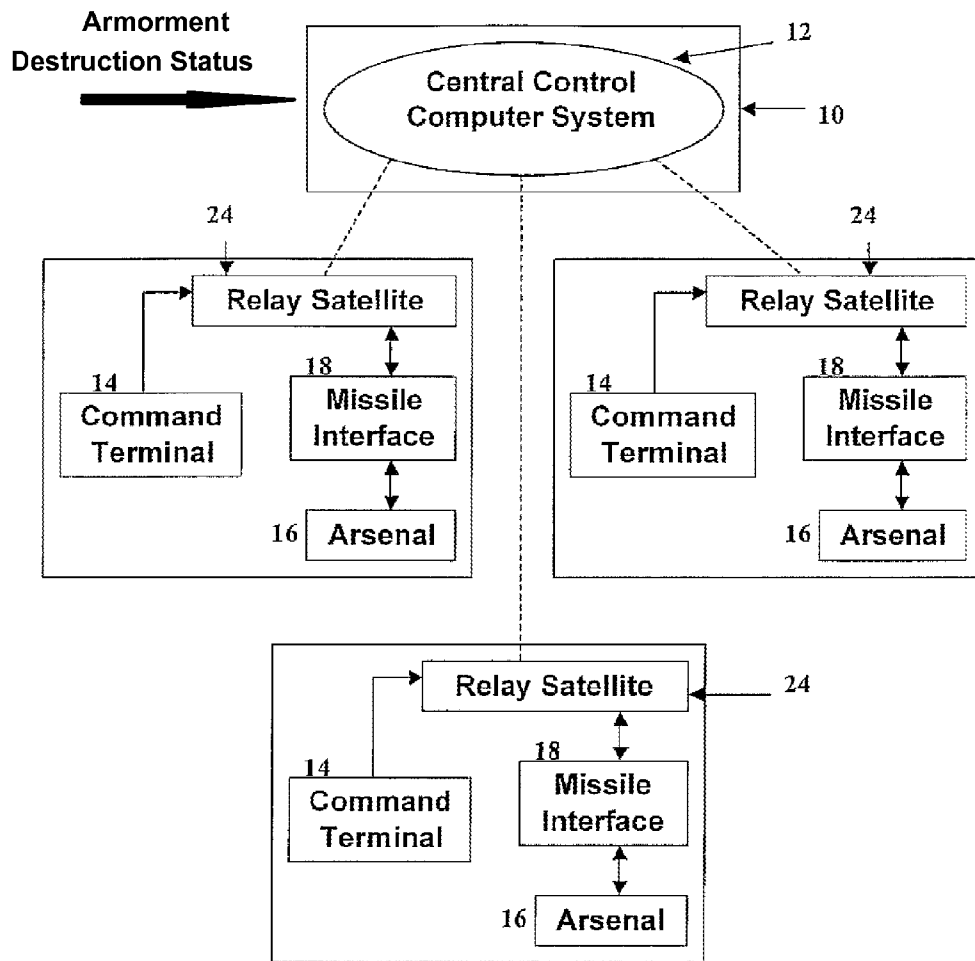 Armorment
Destruction Status
12
Central Control
Computer System
10
24
Relay Satellite
14
Command
Terminal
18
Missile
Interface
16
Arsenal
24
Relay Satellite
14
Command
Terminal
18
Missile
Interface
16
Arsenal
Relay Satellite
24
14
Command
Terminal
18
Missile
Interface
16
Arsenal